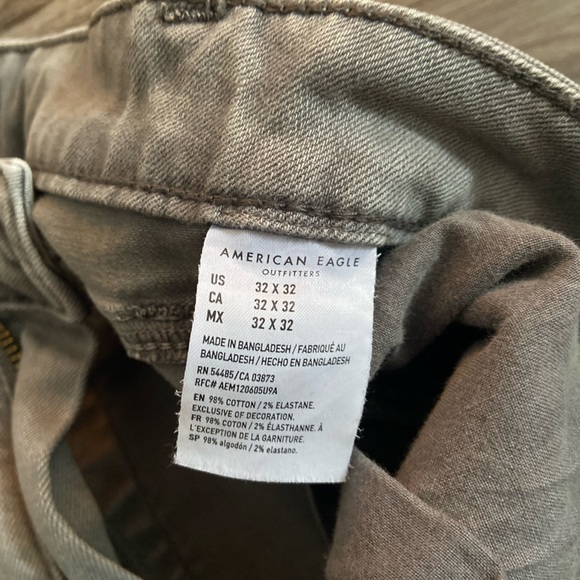 AMERICAN EAGLE
OUTFITTERS
US 32 X 32
CA 32 X 32
MX 32 X 32
MADE IN BANGLADESH / FABRIQUÉ AU
BANGLADESH / HECHO EN BANGLADESH
RN 54485/CA 03873
RFC# AEM120605U9A
EN 98% COTTON / 2% ELASTANE.
EXCLUSIVE OF DECORATION.
FR 98% COTON / 2% ÉLASTHANNE. À
L'EXCEPTION DE LA GARNITURE.
SP 98% algodón / 2% elastano.